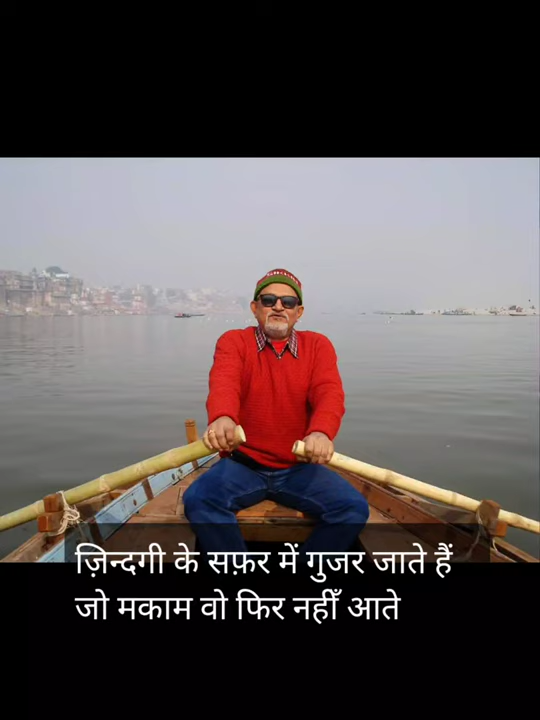 ज़िन्दगी के सफ़र में गुजर जाते हैं
जो मकाम वो फिर नहीँ आते